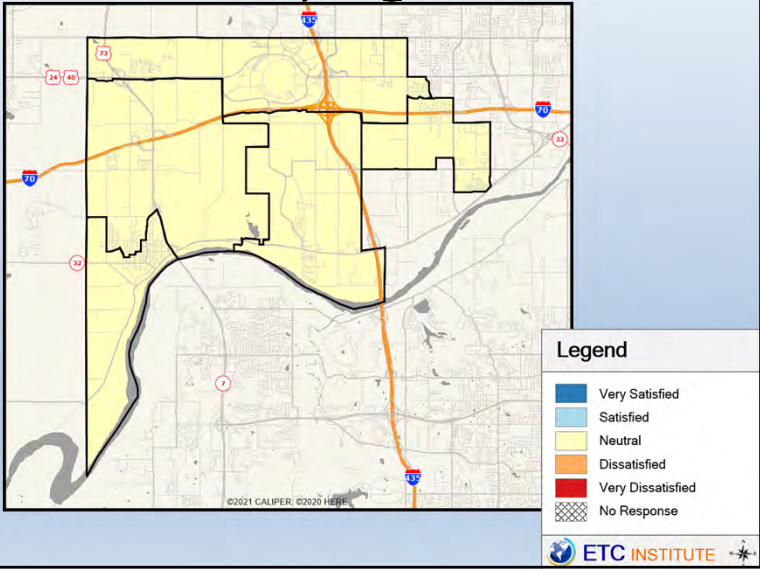 435
73
24 40
70
32
70
32
7
435
©2021 CALIPER; ©2020 HERE
Legend
Very Satisfied
Satisfied
Neutral
Dissatisfied
Very Dissatisfied
No Response
ETC INSTITUTE